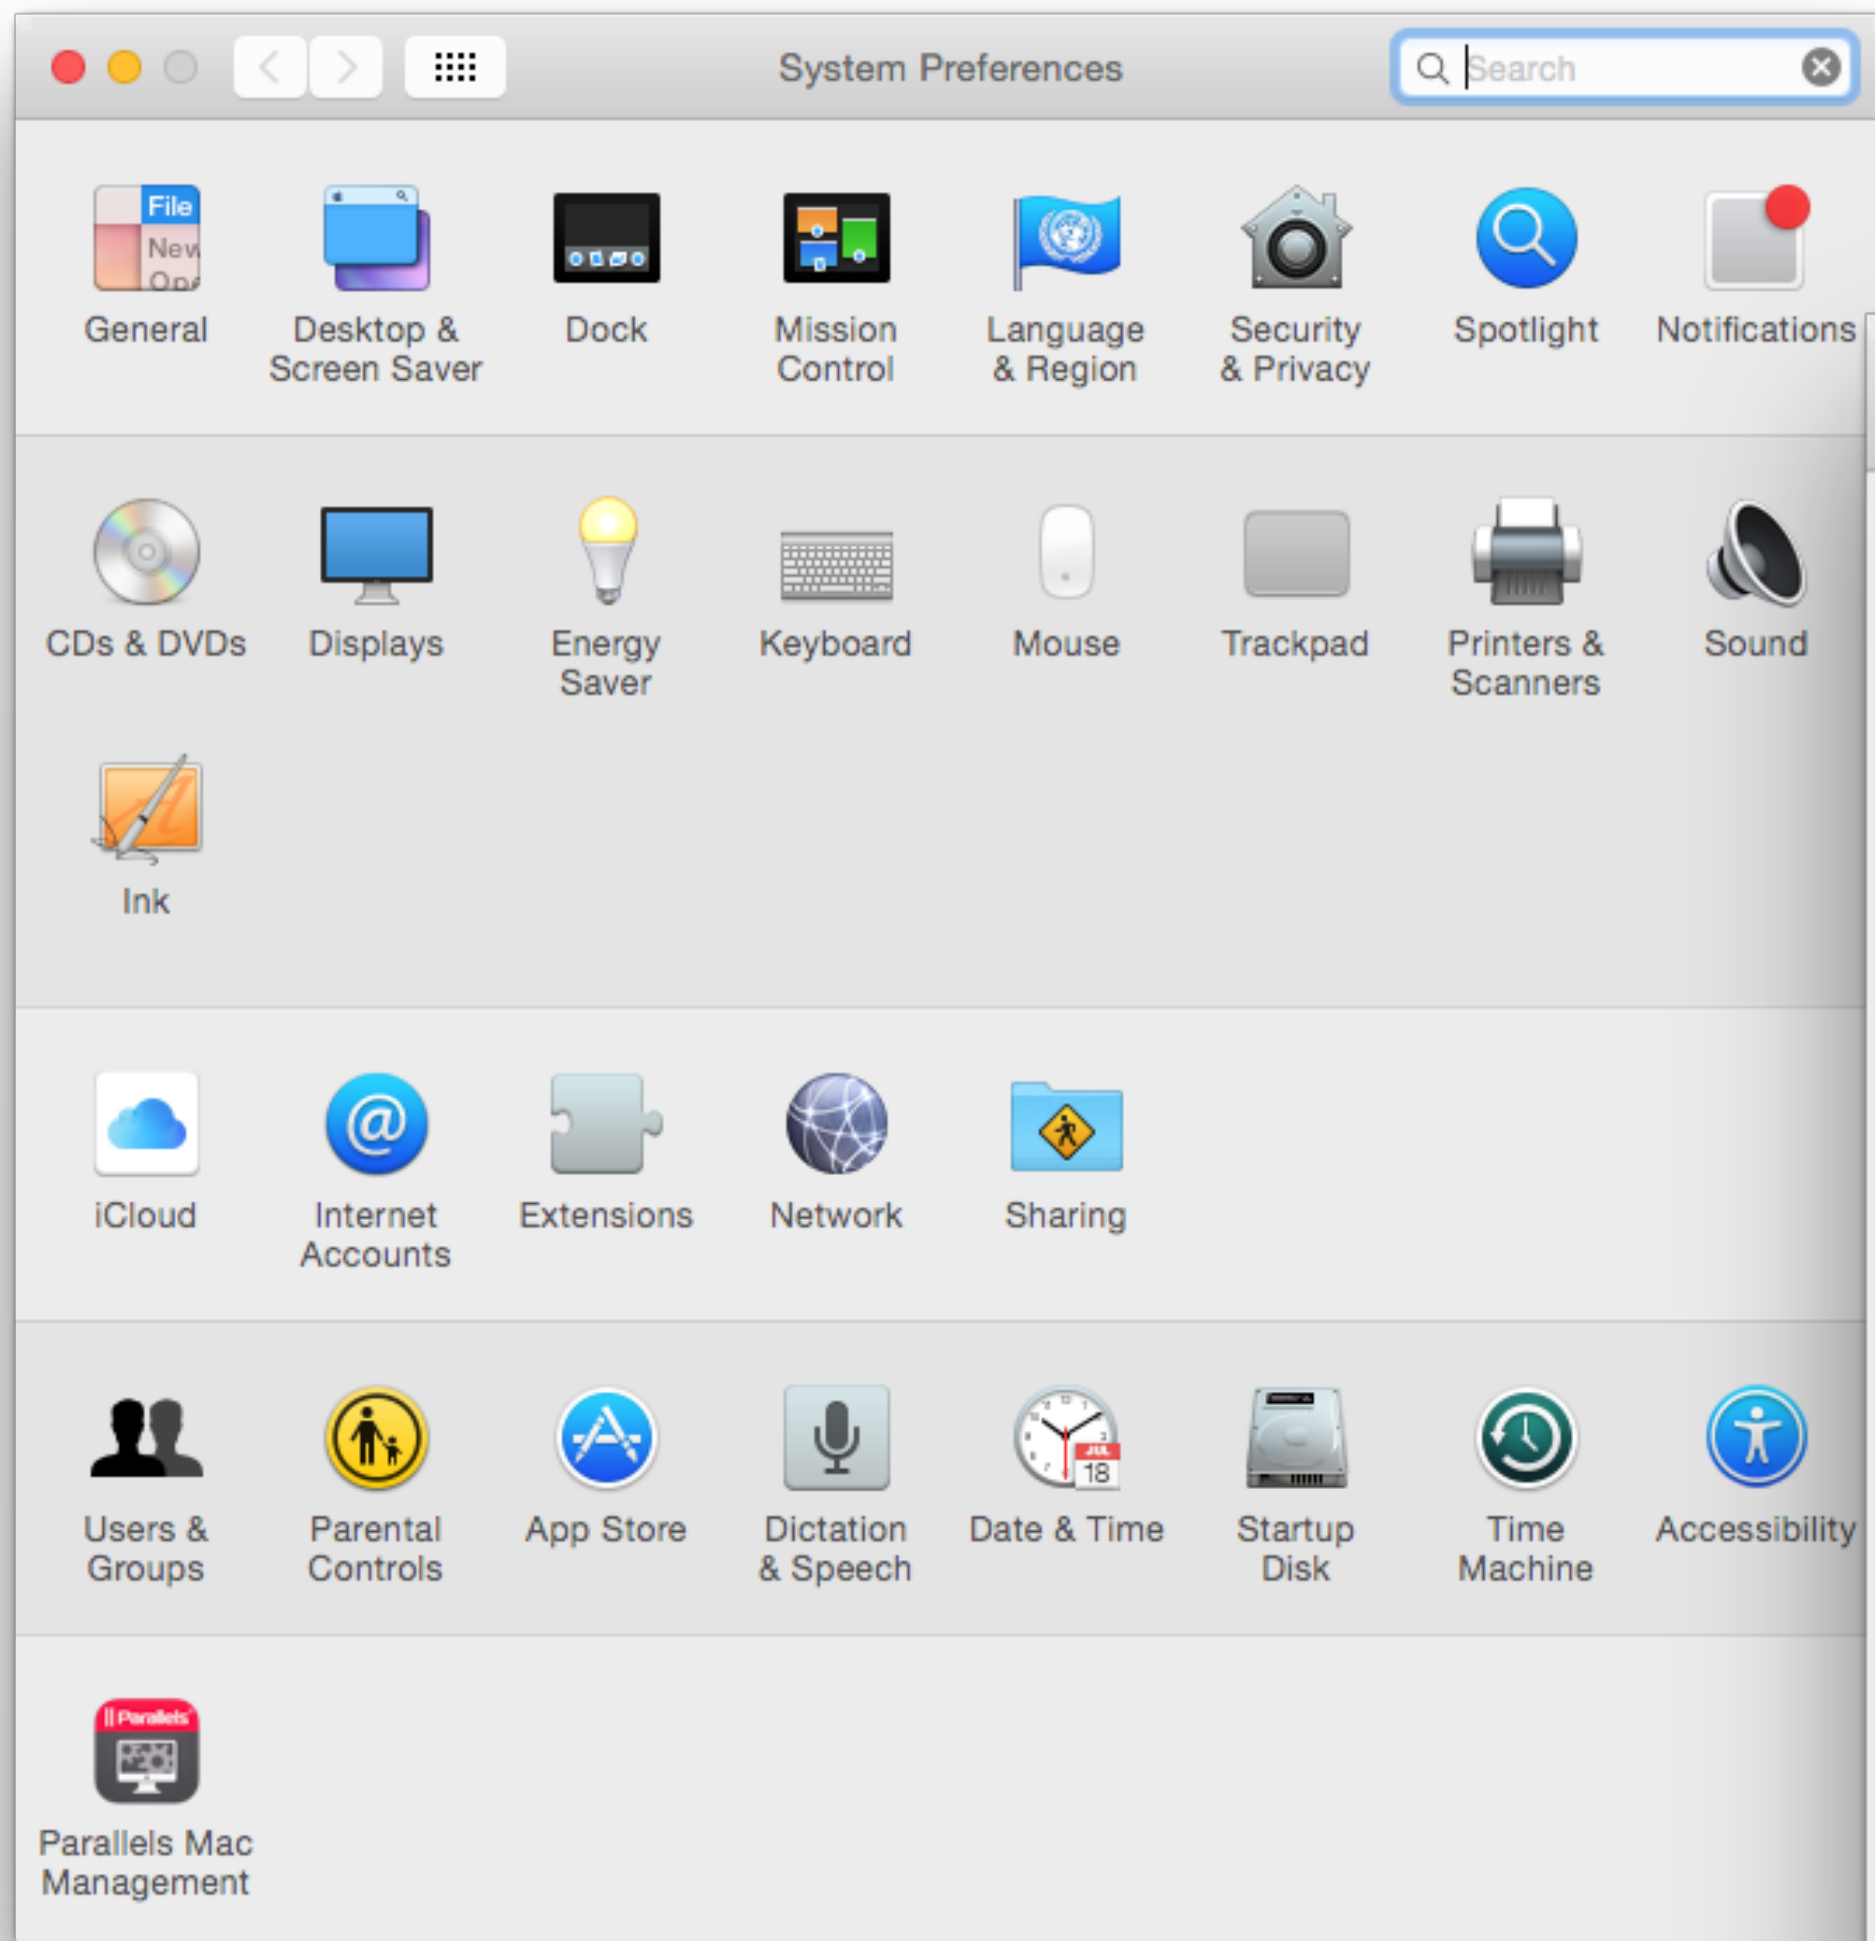 System Preferences
Search
File
New
Ope
General
Desktop &
Screen Saver
Dock
Mission
Control
Language
& Region
Security
& Privacy
Spotlight
Notifications
CDs & DVDs
Displays
Energy
Saver
Keyboard
Mouse
Trackpad
Printers &
Scanners
Sound
Ink
iCloud
@
Internet
Accounts
Extensions
Network
Sharing
JUL
18
Users &
Groups
Parental
Controls
App Store
Dictation
& Speech
Date & Time
Startup
Disk
Time
Machine
Accessibility
|| Parallels
Parallels Mac
Management